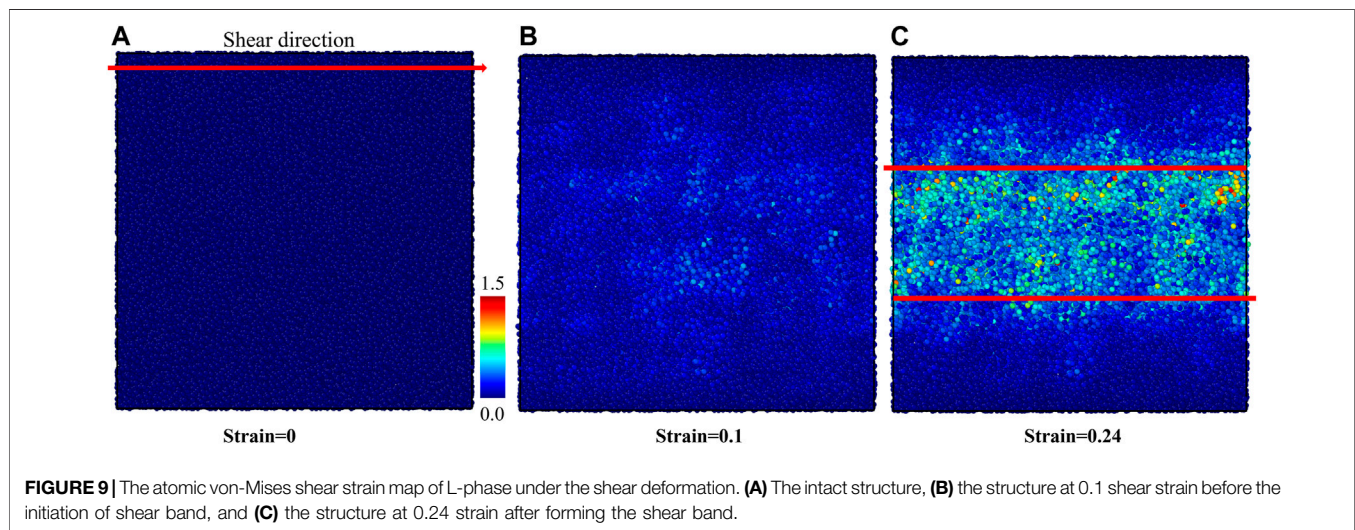 A
Shear direction
B
C
1.5
0.0
Strain=0
Strain=0.1
Strain=0.24
FIGURE 9 | The atomic von-Mises shear strain map of L-phase under the shear deformation. (A) The intact structure, (B) the structure at 0.1 shear strain before the
initiation of shear band, and (C) the structure at 0.24 strain after forming the shear band.